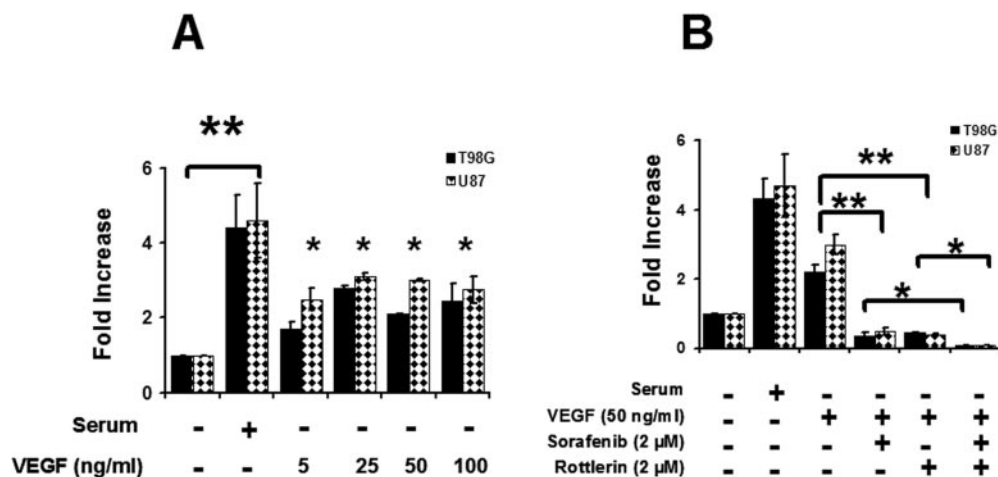 A
B
**
T98G
U87
Fold Increase
6
4
2
0
* * * *
Serum - + - - - -
VEGF (ng/ml) - - 5 25 50 100
T98G
U87
Fold Increase
6
4
2
0
**
**
*
*
Serum - + - - - -
VEGF (50 ng/ml) - - + + + +
Sorafenib (2 µM) - - - + - +
Rottlerin (2 µM) - - - - + +